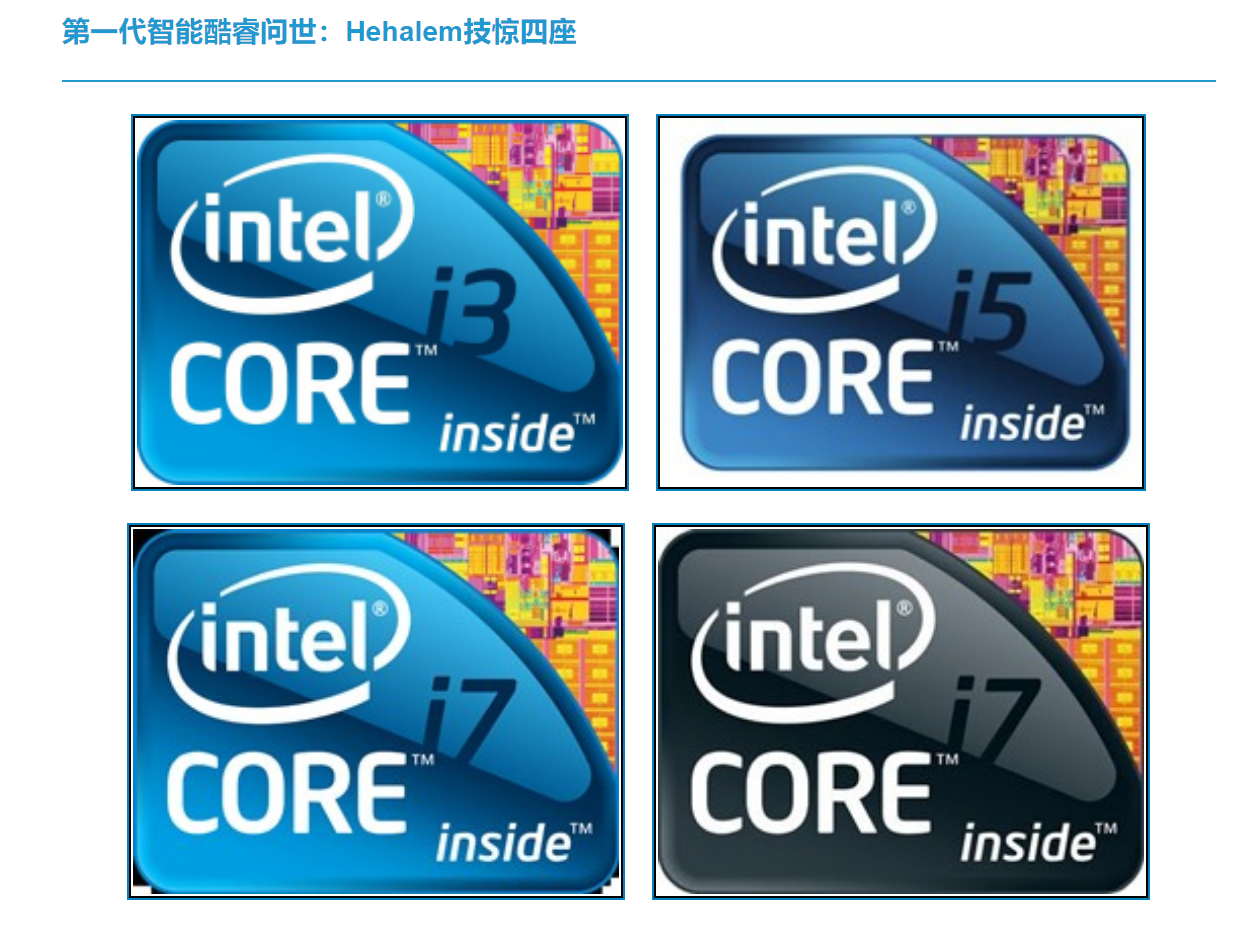 第一代智能酷睿问世：Hehalem技惊四座
intel®
i3
CORE™
inside™
intel®
i5
CORE™
inside™
intel®
i7
CORE™
inside™
intel®
i7
CORE™
inside™